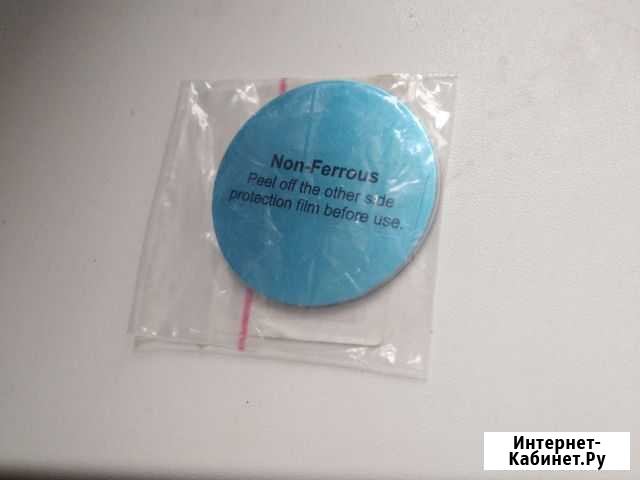 Non-Ferrous
Peel off the other side
protection film before use.
Интернет-
Кабинет.Ру